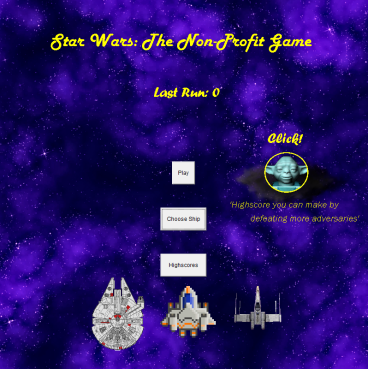 Star Wars: The Non-Profit Game
Last Run: 0
Click!
Play
'Highscore you can make by
defeating more adversaries'
Choose Ship
Highscores